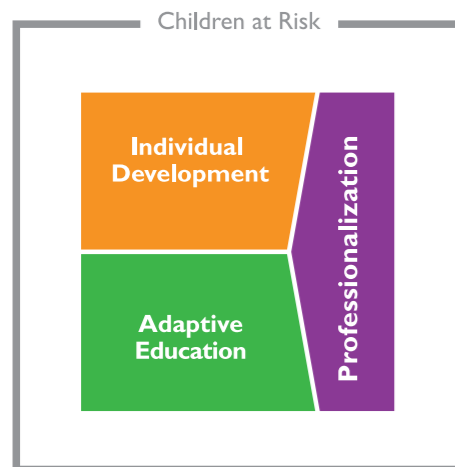 Children at Risk
Individual
Development
Professionalization
Adaptive
Education